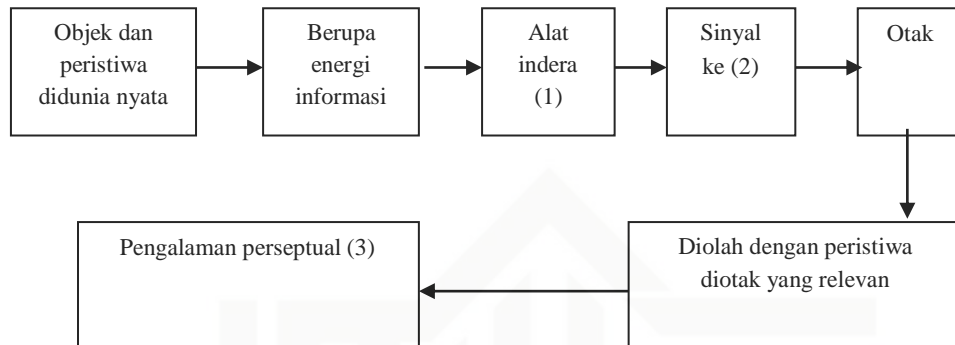 Objek dan
peristiwa
didunia nyata
Berupa
energi
informasi
Alat
indera
(1)
Sinyal
ke (2)
Otak
Pengalaman perseptual (3)
Diolah dengan peristiwa
diotak yang relevan